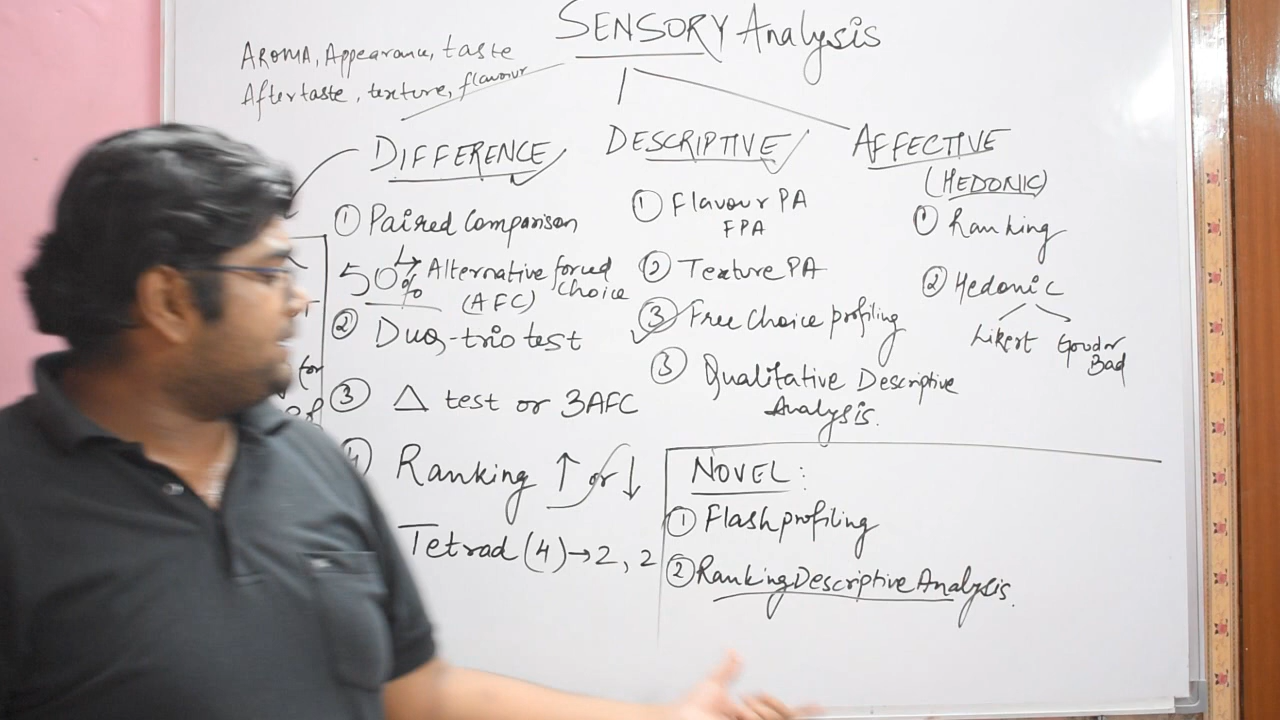 SENSORY Analysis
AROMA, Appearance, taste
Aftertaste, texture, flavour
DIFFERENCE
① Paired Comparison
50% ↳ Alternative forced choice
(AFC)
② Duo-trio test
③ △ test or 3AFC
④ Ranking ↑ or ↓
Tetrad (4) → 2, 2
for
of
DESCRIPTIVE
① Flavour PA
FPA
② Texture PA
③ Free Choice profiling
③ Qualitative Descriptive
Analysis.
AFFECTIVE
(HEDONIC)
① Ranking
② Hedonic
Likert
Good or
Bad
NOVEL:
① Flash profiling
② Ranking Descriptive Analysis.